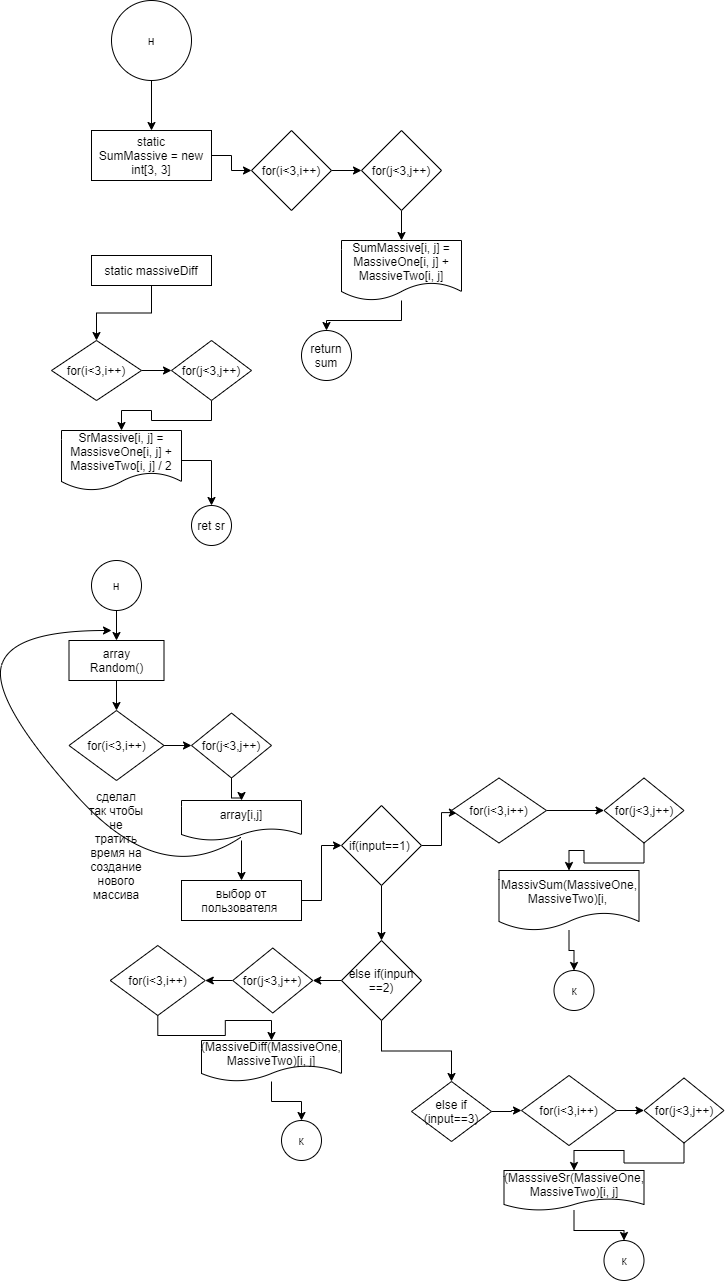 н
static
SumMassive = new
int[3, 3]
for(i<3,i++)
for(j<3,j++)
SumMassive[i, j] =
MassiveOne[i, j] +
MassiveTwo[i, j]
return
sum
static massiveDiff
for(i<3,i++)
for(j<3,j++)
SrMassive[i, j] =
MassisveOne[i, j] +
MassiveTwo[i, j] / 2
ret sr
н
array
Random()
for(i<3,i++)
for(j<3,j++)
сделал
так чтобы
не
тратить
время на
создание
нового
массива
array[i,j]
выбор от
пользователя
if(input==1)
for(i<3,i++)
for(j<3,j++)
MassivSum(MassiveOne,
MassiveTwo)[i,
к
else if(inpun
==2)
for(j<3,j++)
for(i<3,i++)
(MassiveDiff(MassiveOne,
MassiveTwo)[i, j]
к
else if
(input==3)
for(i<3,i++)
for(j<3,j++)
(MasssiveSr(MassiveOne,
MassiveTwo)[i, j]
к